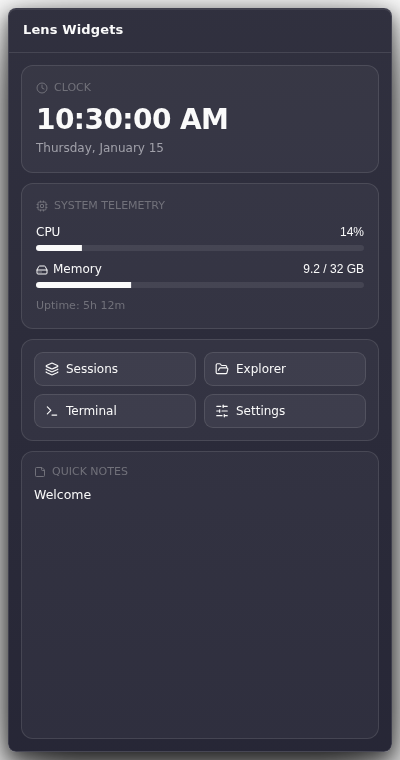 Lens Widgets
CLOCK
10:30:00 AM
Thursday, January 15
SYSTEM TELEMETRY
CPU 14%
Memory 9.2 / 32 GB
Uptime: 5h 12m
Sessions Explorer
Terminal Settings
QUICK NOTES
Welcome